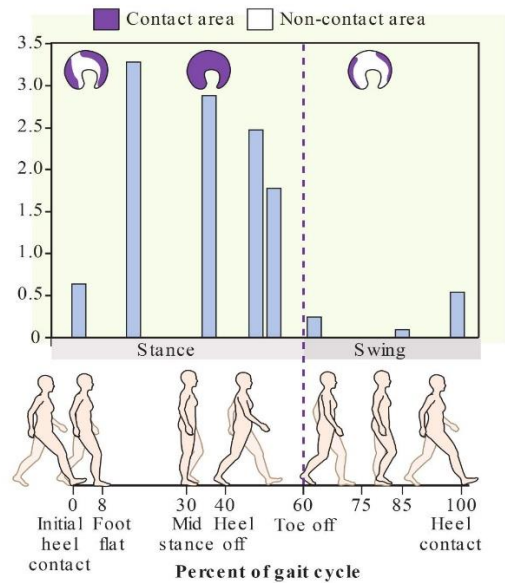 Contact area Non-contact area
3.5
3.0
2.5
2.0
1.5
1.0
0.5
0
Stance Swing
0 8 30 40 60 75 85 100
Initial heel contact Foot flat Mid stance Heel off Toe off Heel contact
Percent of gait cycle